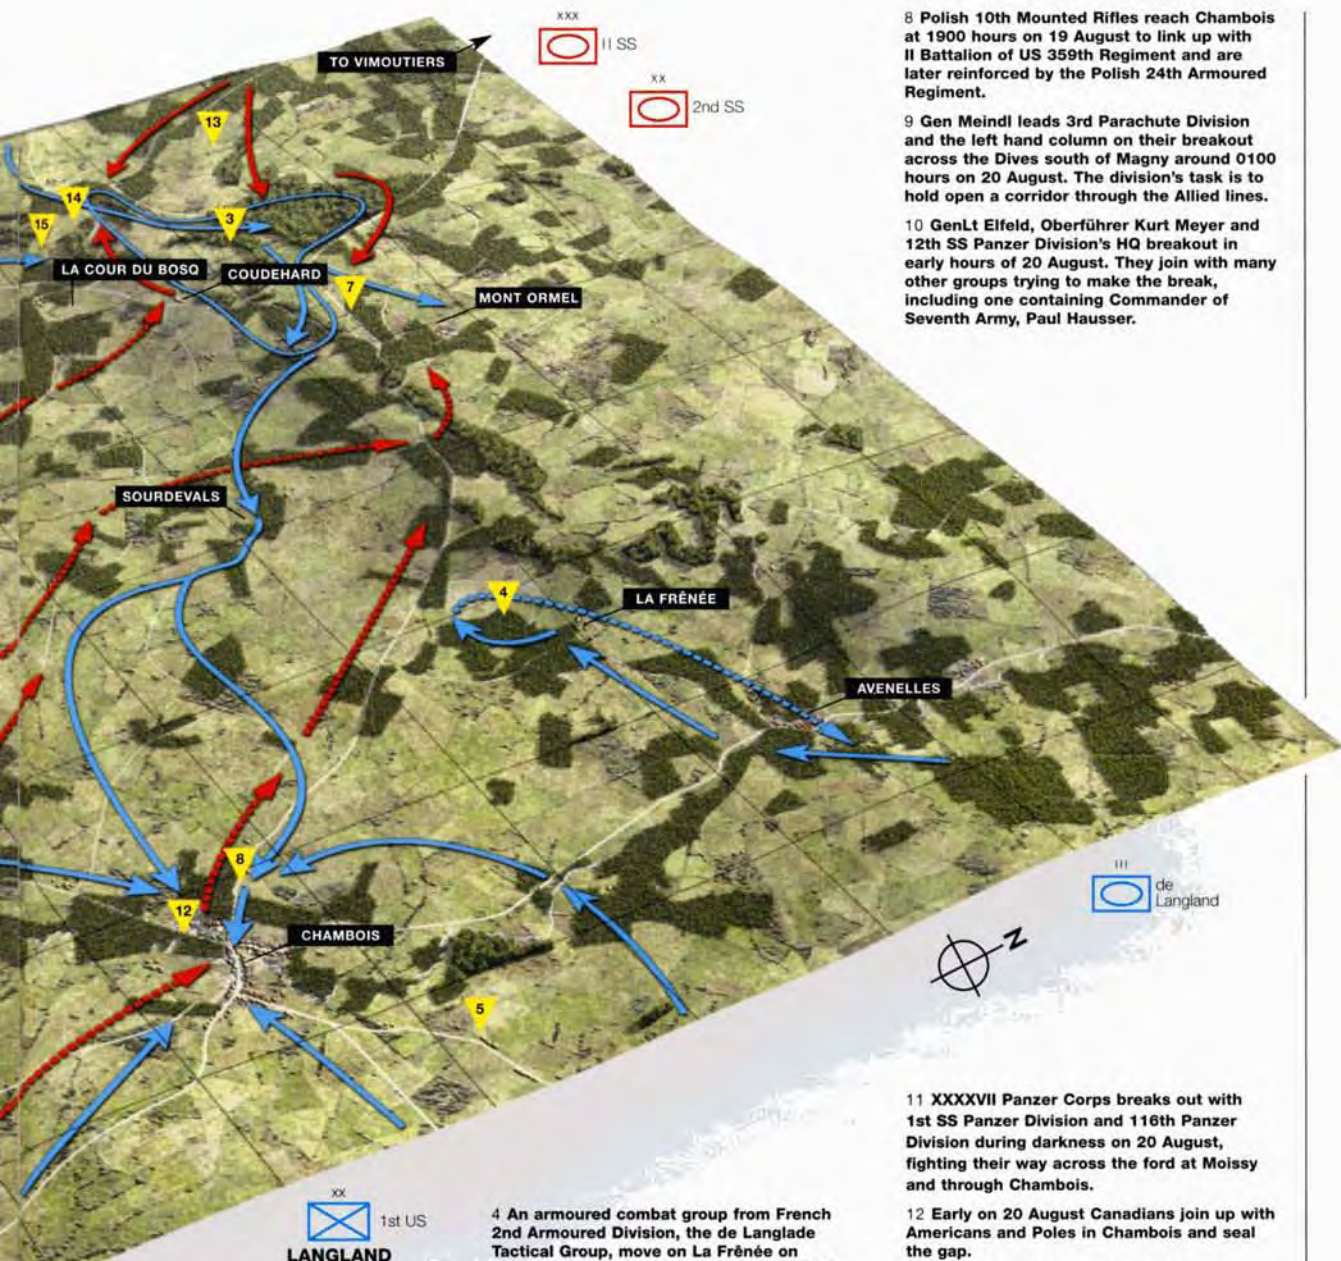 xxx
II SS
TO VIMOUTIERS
xx
2nd SS
13
14
15
3
LA COUR DU BOSQ
COUDEHARD
7
MONT ORMEL
SOURDEVALS
4
LA FRÊNÉE
AVENELLES
8
12
CHAMBOIS
5
III
de
Langland
N
xx
1st US
LANGLAND
8 Polish 10th Mounted Rifles reach Chambois
at 1900 hours on 19 August to link up with
II Battalion of US 359th Regiment and are
later reinforced by the Polish 24th Armoured
Regiment.
9 Gen Meindl leads 3rd Parachute Division
and the left hand column on their breakout
across the Dives south of Magny around 0100
hours on 20 August. The division's task is to
hold open a corridor through the Allied lines.
10 GenLt Elfeld, Oberführer Kurt Meyer and
12th SS Panzer Division's HQ breakout in
early hours of 20 August. They join with many
other groups trying to make the break,
including one containing Commander of
Seventh Army, Paul Hausser.
4 An armoured combat group from French
2nd Armoured Division, the de Langlade
Tactical Group, move on La Frênée on
11 XXXXVII Panzer Corps breaks out with
1st SS Panzer Division and 116th Panzer
Division during darkness on 20 August,
fighting their way across the ford at Moissy
and through Chambois.
12 Early on 20 August Canadians join up with
Americans and Poles in Chambois and seal
the gap.